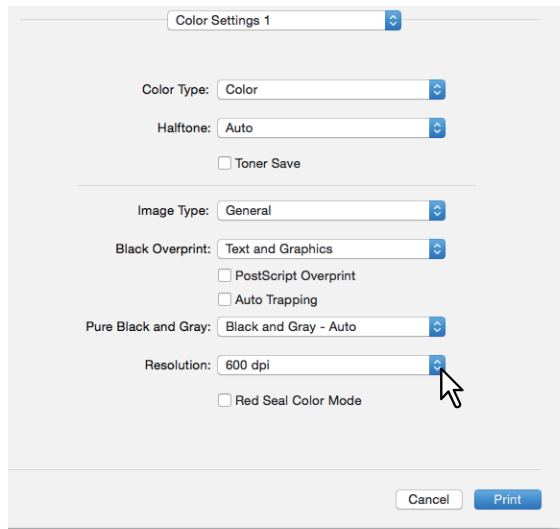 Color Settings 1
Color Type: Color
Halftone: Auto
Toner Save
Image Type: General
Black Overprint: Text and Graphics
PostScript Overprint
Auto Trapping
Pure Black and Gray: Black and Gray - Auto
Resolution: 600 dpi
Red Seal Color Mode
Cancel Print